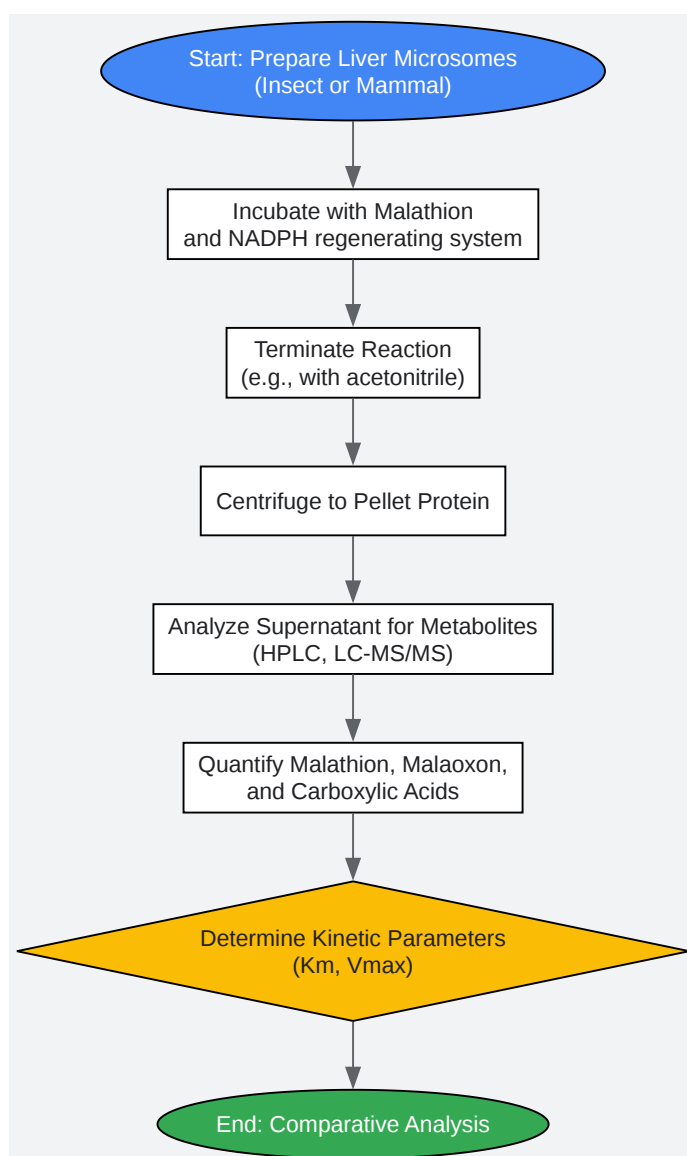 Start: Prepare Liver Microsomes
(Insect or Mammal)
Incubate with Malathion
and NADPH regenerating system
Terminate Reaction
(e.g., with acetonitrile)
Centrifuge to Pellet Protein
Analyze Supernatant for Metabolites
(HPLC, LC-MS/MS)
Quantify Malathion, Malaoxon,
and Carboxylic Acids
Determine Kinetic Parameters
(Km, Vmax)
End: Comparative Analysis